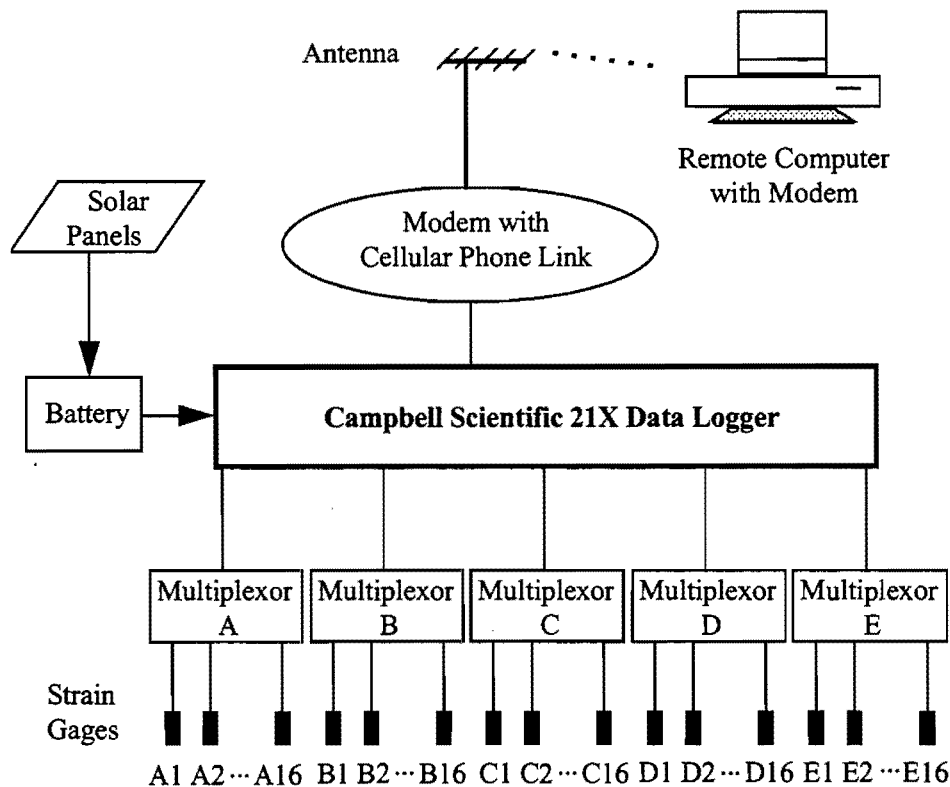 Antenna
Remote Computer
with Modem
Solar
Panels
Modem with
Cellular Phone Link
Battery
Campbell Scientific 21X Data Logger
Multiplexor
A
Multiplexor
B
Multiplexor
C
Multiplexor
D
Multiplexor
E
Strain
Gages
A1 A2 ··· A16 B1 B2 ··· B16 C1 C2 ··· C16 D1 D2 ··· D16 E1 E2 ··· E16